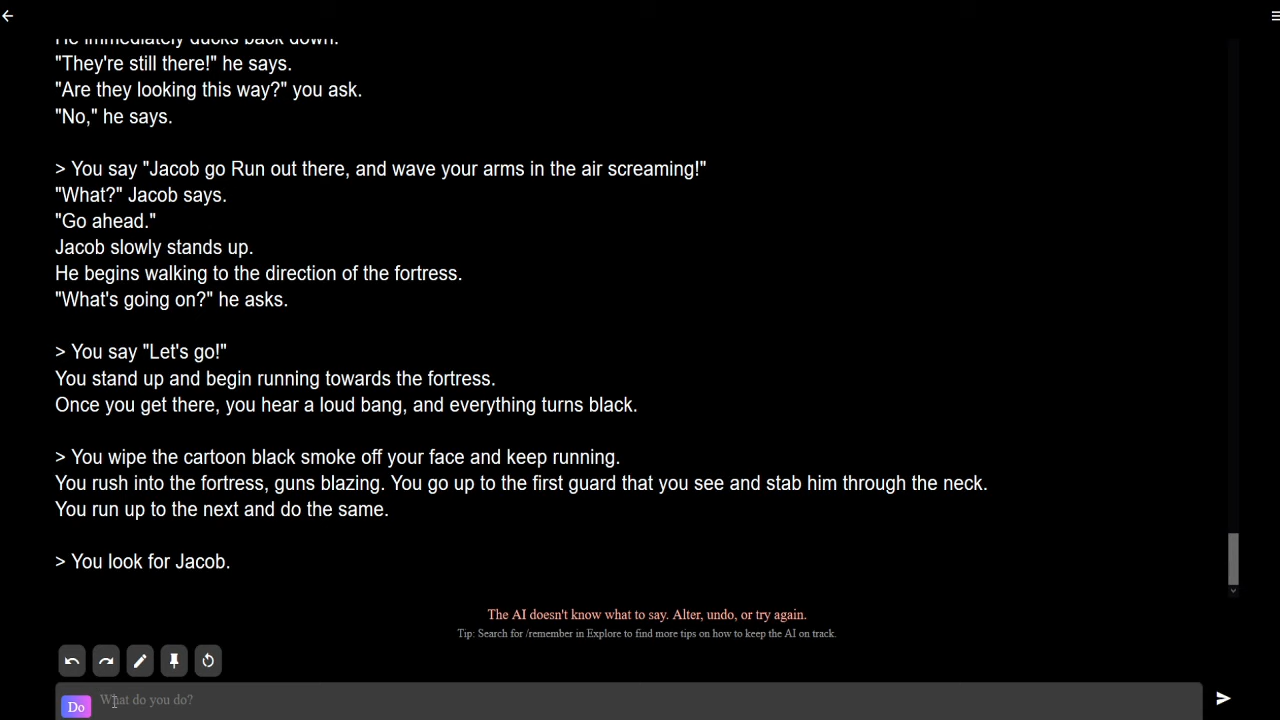 He immediately ducks back down.
"They're still there!" he says.
"Are they looking this way?" you ask.
"No," he says.
> You say "Jacob go Run out there, and wave your arms in the air screaming!"
"What?" Jacob says.
"Go ahead."
Jacob slowly stands up.
He begins walking to the direction of the fortress.
"What's going on?" he asks.
> You say "Let's go!"
You stand up and begin running towards the fortress.
Once you get there, you hear a loud bang, and everything turns black.
> You wipe the cartoon black smoke off your face and keep running.
You rush into the fortress, guns blazing. You go up to the first guard that you see and stab him through the neck.
You run up to the next and do the same.
> You look for Jacob.
The AI doesn't know what to say. Alter, undo, or try again.
Tip: Search for /remember in Explore to find more tips on how to keep the AI on track.
Do What do you do?